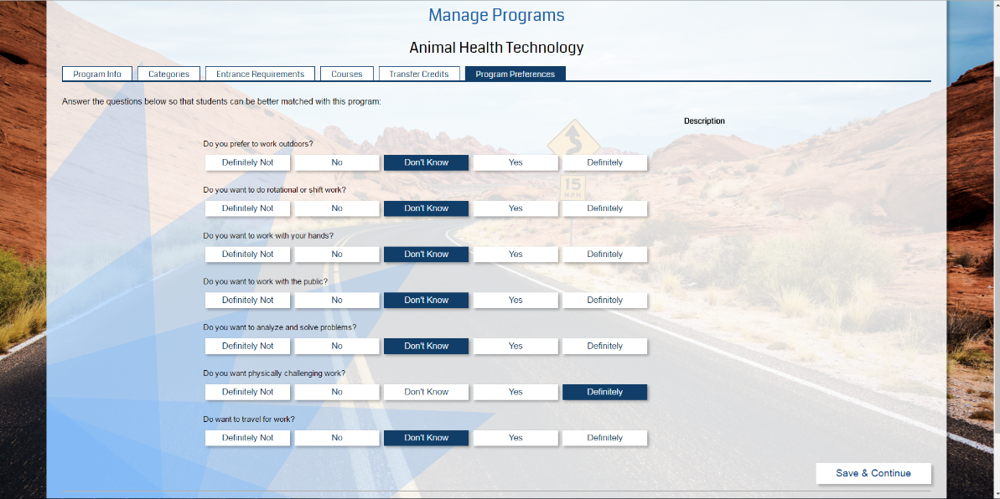 Manage Programs
Animal Health Technology
Program Info Categories Entrance Requirements Courses Transfer Credits Program Preferences
Answer the questions below so that students can be better matched with this program:
Description
Do you prefer to work outdoors?
Definitely Not No Don't Know Yes Definitely
15
MPH
Do you want to do rotational or shift work?
Definitely Not No Don't Know Yes Definitely
Do you want to work with your hands?
Definitely Not No Don't Know Yes Definitely
Do you want to work with the public?
Definitely Not No Don't Know Yes Definitely
Do you want to analyze and solve problems?
Definitely Not No Don't Know Yes Definitely
Do you want physically challenging work?
Definitely Not No Don't Know Yes Definitely
Do want to travel for work?
Definitely Not No Don't Know Yes Definitely
Save & Continue